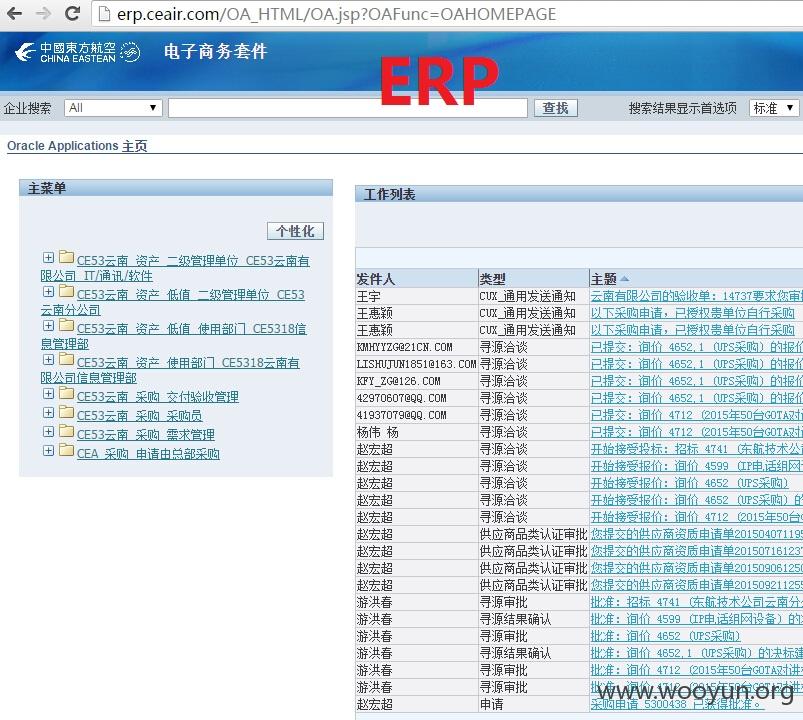 erp.ceair.com/OA_HTML/OA.jsp?OAFunc=OAHOMEPAGE
中國東方航空
CHINA EASTEAN
电子商务套件
ERP
企业搜索 All 查找 搜索结果显示首选项 标准
Oracle Applications 主页
主菜单
个性化
CE53云南_资产_二级管理单位_CE53云南有
限公司_IT/通讯/软件
CE53云南_资产_低值_二级管理单位_CE53
云南分公司
CE53云南_资产_低值_使用部门_CE5318信
息管理部
CE53云南_资产_使用部门_CE5318云南有
限公司信息管理部
CE53云南_采购_交付验收管理
CE53云南_采购_采购员
CE53云南_采购_需求管理
CEA_采购_申请由总部采购
工作列表
发件人 类型 主题
王宇 CUX_通用发送通知 云南有限公司的验收单：14737要求您审
王惠颖 CUX_通用发送通知 以下采购申请，已授权贵单位自行采购
王惠颖 CUX_通用发送通知 以下采购申请，已授权贵单位自行采购
KMHYYZG@21CN.COM 寻源洽谈 已提交：询价 4652,1 (UPS采购) 的报价
LISHUJUN1851@163.COM 寻源洽谈 已提交：询价 4652,1 (UPS采购) 的报价
KFY_ZG@126.COM 寻源洽谈 已提交：询价 4652,1 (UPS采购) 的报价
42970607@QQ.COM 寻源洽谈 已提交：询价 4652,1 (UPS采购) 的报价
41937079@QQ.COM 寻源洽谈 已提交：询价 4712 (2015年50台GOTA对
杨伟 杨 寻源洽谈 已提交：询价 4712 (2015年50台GOTA对
赵宏超 寻源洽谈 开始接受投标：招标 4741 (东航技术公
赵宏超 寻源洽谈 开始接受报价：询价 4599 (IP电话组网
赵宏超 寻源洽谈 开始接受报价：询价 4652 (UPS采购)
赵宏超 寻源洽谈 开始接受报价：询价 4652 (UPS采购) 的
赵宏超 寻源洽谈 开始接受报价：询价 4712 (2015年50台G
赵宏超 供应商品类认证审批 您提交的供应商资质申请单201504071195
赵宏超 供应商品类认证审批 您提交的供应商资质申请单201507161237
赵宏超 供应商品类认证审批 您提交的供应商资质申请单201509061250
赵宏超 供应商品类认证审批 您提交的供应商资质申请单201509211255
游洪春 寻源审批 批准：招标 4741 (东航技术公司云南分
游洪春 寻源结果确认 批准：询价 4599 (IP电话组网设备) 的
游洪春 寻源审批 批准：询价 4652 (UPS采购)
游洪春 寻源结果确认 批准：询价 4652,1 (UPS采购) 的决标建
游洪春 寻源审批 批准：询价 4712 (2015年50台GOTA对讲
游洪春 寻源审批 批准：询价 4712 (2015年50台GOTA对讲
赵宏超 申请 采购申请 5300438 已获得批准。
www.wooyun.org